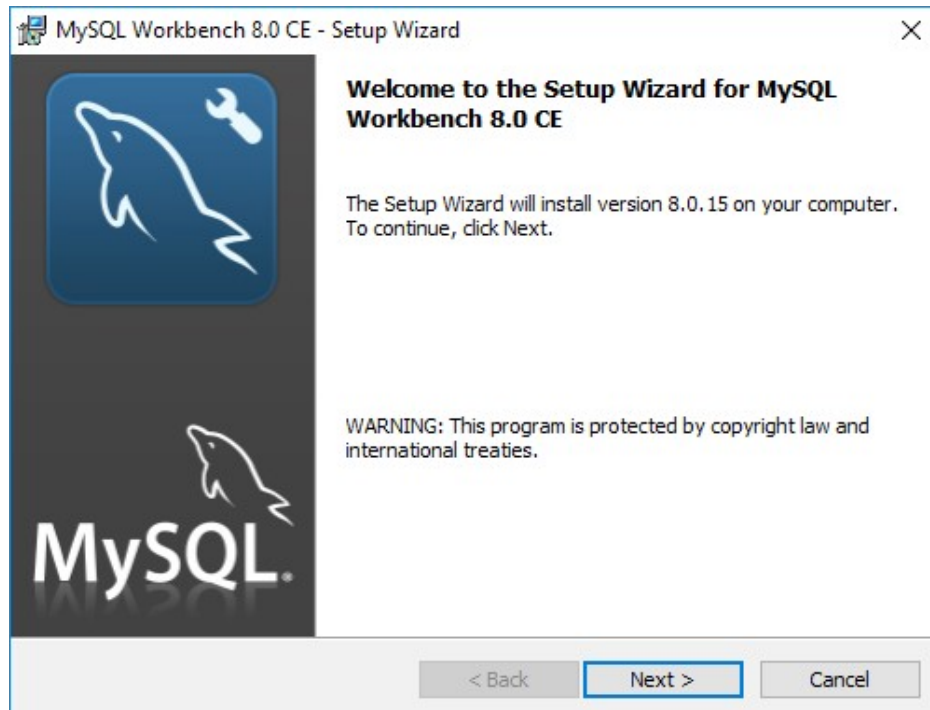 MySQL Workbench 8.0 CE - Setup Wizard
Welcome to the Setup Wizard for MySQL
Workbench 8.0 CE
The Setup Wizard will install version 8.0.15 on your computer.
To continue, click Next.
WARNING: This program is protected by copyright law and
international treaties.
MySQL®
< Back
Next >
Cancel